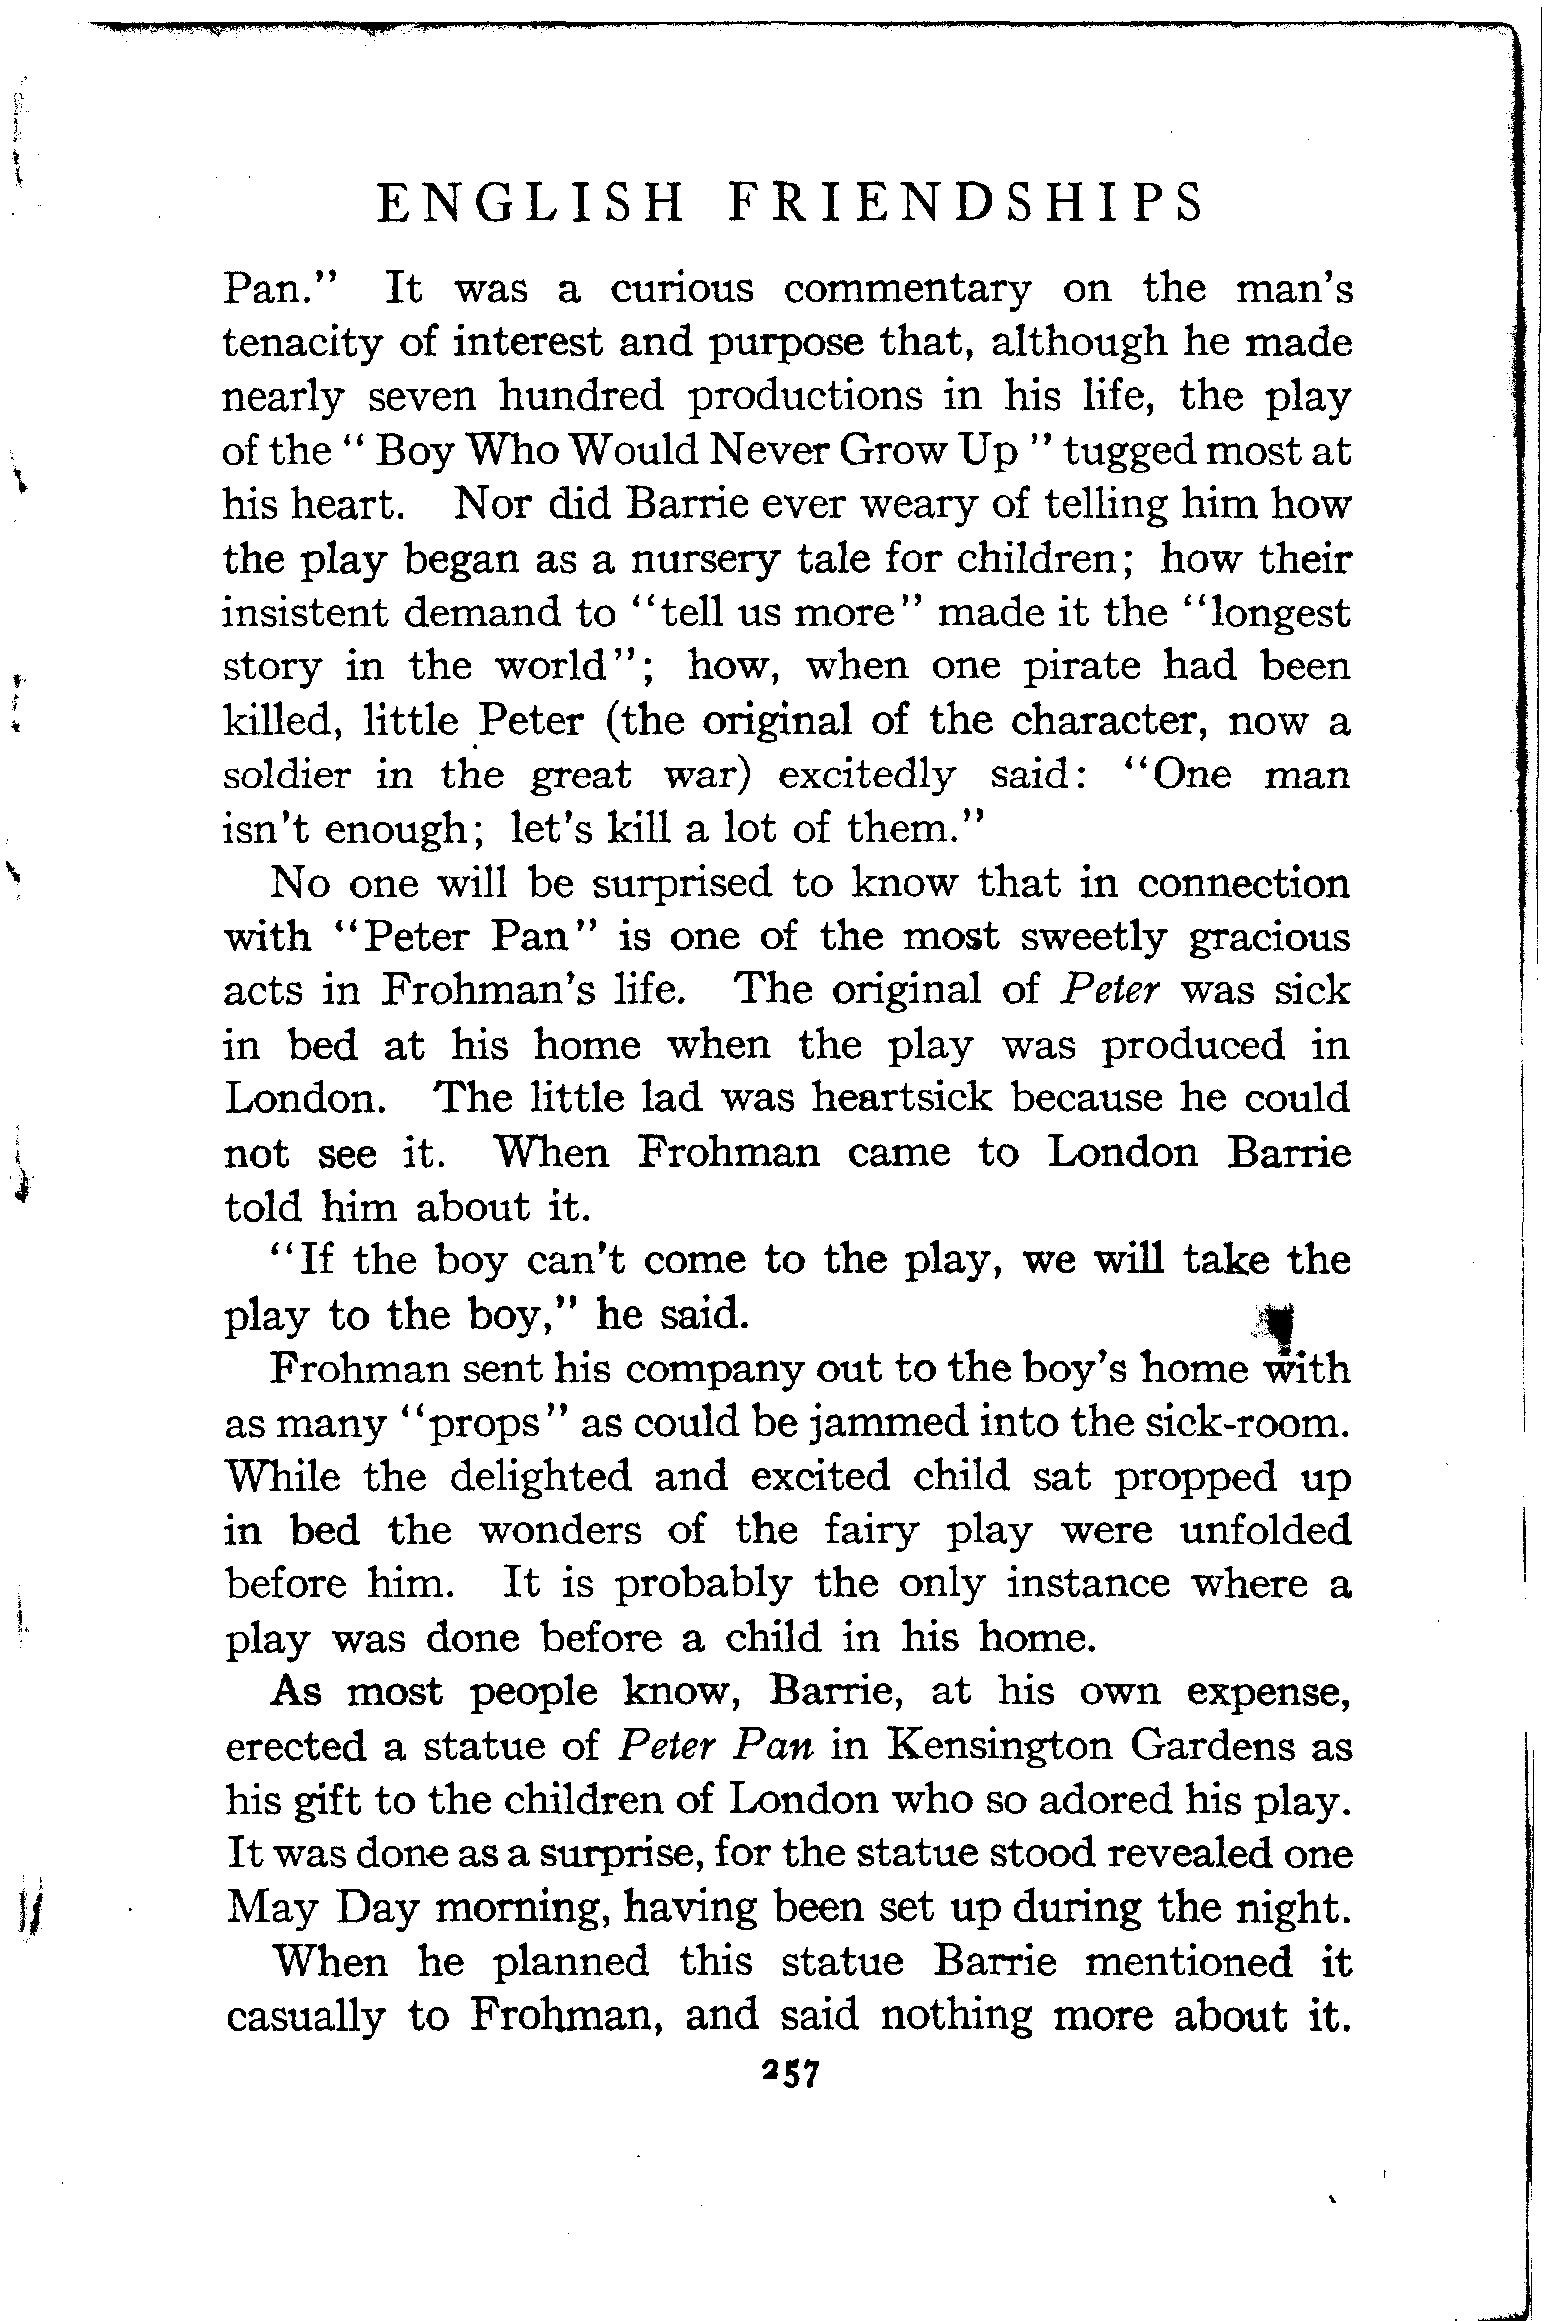 ENGLISH FRIENDSHIPS
Pan." It was a curious commentary on the man's
tenacity of interest and purpose that, although he made
nearly seven hundred productions in his life, the play
of the "Boy Who Would Never Grow Up" tugged most at
his heart. Nor did Barrie ever weary of telling him how
the play began as a nursery tale for children; how their
insistent demand to "tell us more" made it the "longest
story in the world"; how, when one pirate had been
killed, little Peter (the original of the character, now a
soldier in the great war) excitedly said: "One man
isn't enough; let's kill a lot of them."
No one will be surprised to know that in connection
with "Peter Pan" is one of the most sweetly gracious
acts in Frohman's life. The original of Peter was sick
in bed at his home when the play was produced in
London. The little lad was heartsick because he could
not see it. When Frohman came to London Barrie
told him about it.
"If the boy can't come to the play, we will take the
play to the boy," he said.
Frohman sent his company out to the boy's home with
as many "props" as could be jammed into the sick-room.
While the delighted and excited child sat propped up
in bed the wonders of the fairy play were unfolded
before him. It is probably the only instance where a
play was done before a child in his home.
As most people know, Barrie, at his own expense,
erected a statue of Peter Pan in Kensington Gardens as
his gift to the children of London who so adored his play.
It was done as a surprise, for the statue stood revealed one
May Day morning, having been set up during the night.
When he planned this statue Barrie mentioned it
casually to Frohman, and said nothing more about it.
257